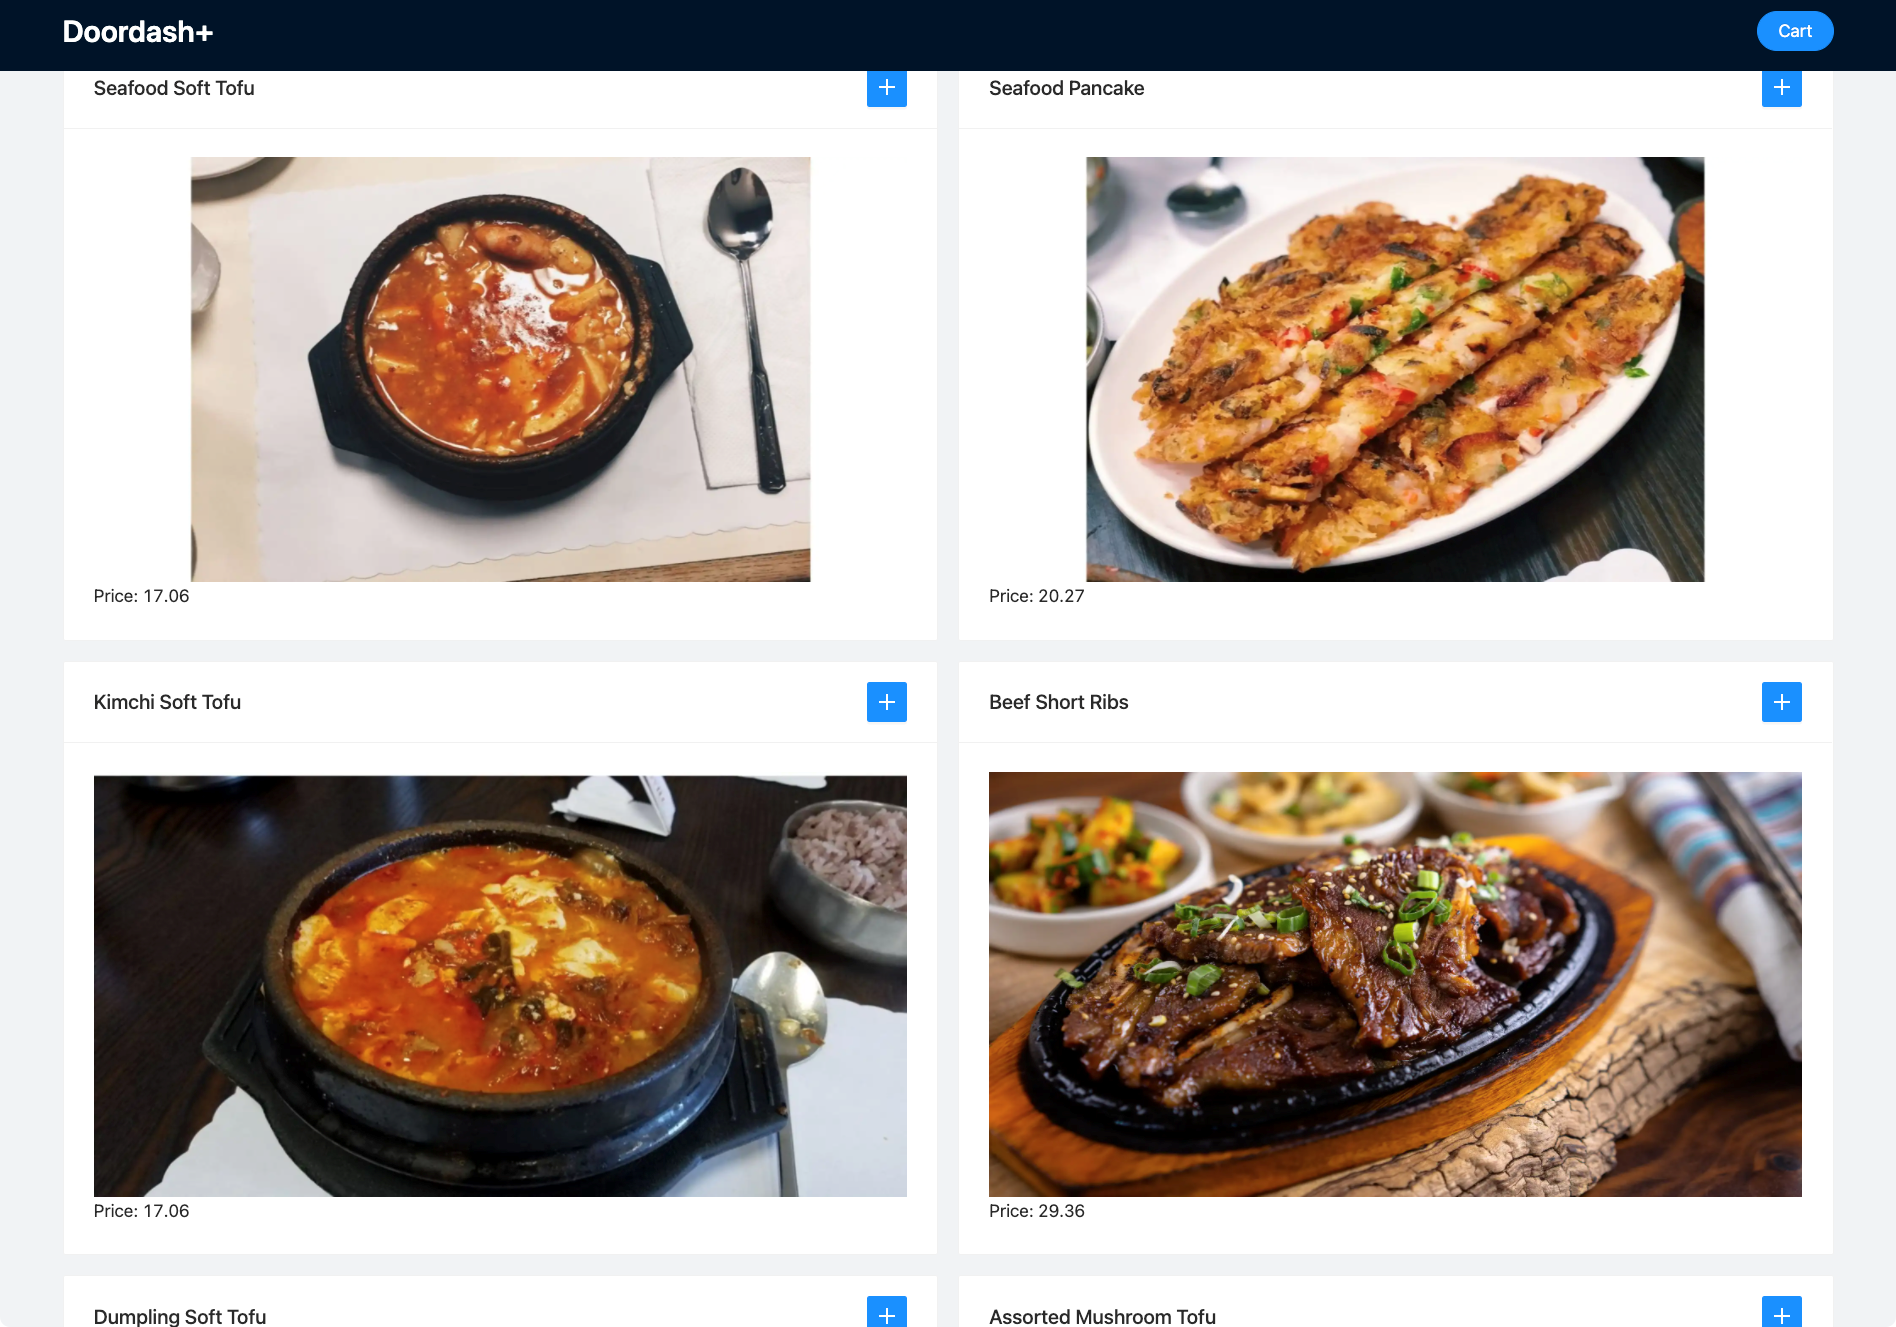 Doordash+
Cart
Seafood Soft Tofu
Seafood Pancake
Price: 17.06
Price: 20.27
Kimchi Soft Tofu
Beef Short Ribs
Price: 17.06
Price: 29.36
Dumpling Soft Tofu
Assorted Mushroom Tofu